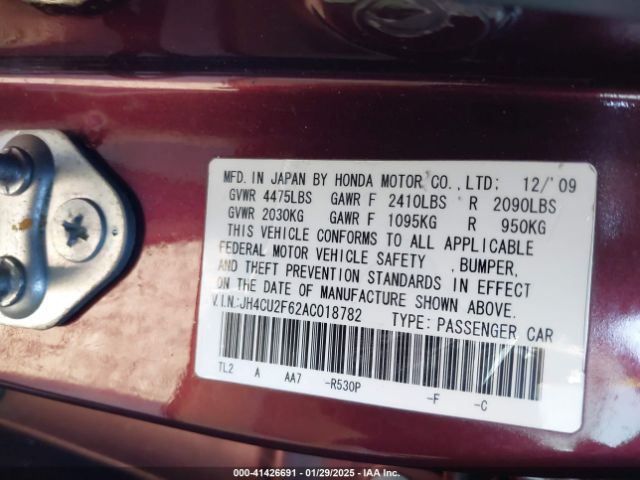 MFD. IN JAPAN BY HONDA MOTOR CO., LTD: 12/'09
GVWR 4475LBS GAWR F 2410LBS R 2090LBS
GVWR 2030KG GAWR F 1095KG R 950KG
THIS VEHICLE CONFORMS TO ALL APPLICABLE
FEDERAL MOTOR VEHICLE SAFETY , BUMPER,
AND THEFT PREVENTION STANDARDS IN EFFECT
ON THE DATE OF MANUFACTURE SHOWN ABOVE.
V.I.N.:JH4CU2F62AC018782 TYPE: PASSENGER CAR
TL2 A AA7 -R530P -F -C
000-41426691 - 01/29/2025 - IAA Inc.